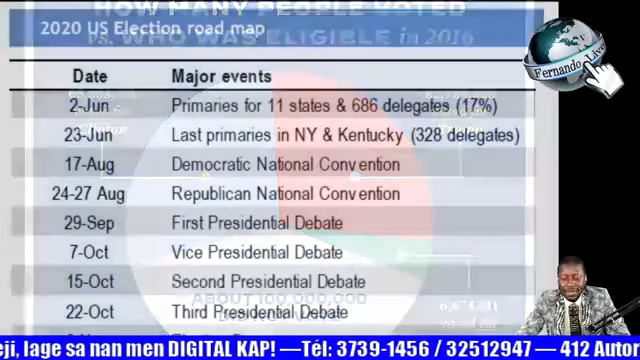 HOW MANY PEOPLE VOTED
2020 US Election road map
vs. WHO WAS ELIGIBLE in 2016
Fernando Live
Date Major events
2-Jun Primaries for 11 states & 686 delegates (17%)
23-Jun Last primaries in NY & Kentucky (328 delegates)
17-Aug Democratic National Convention
24-27 Aug Republican National Convention
29-Sep First Presidential Debate
7-Oct Vice Presidential Debate
15-Oct Second Presidential Debate
ABOUT 100,000,000
22-Oct Third Presidential Debate
eji, lage sa nan men DIGITAL KAP! —Tél: 3739-1456 / 32512947 — 412 Autor